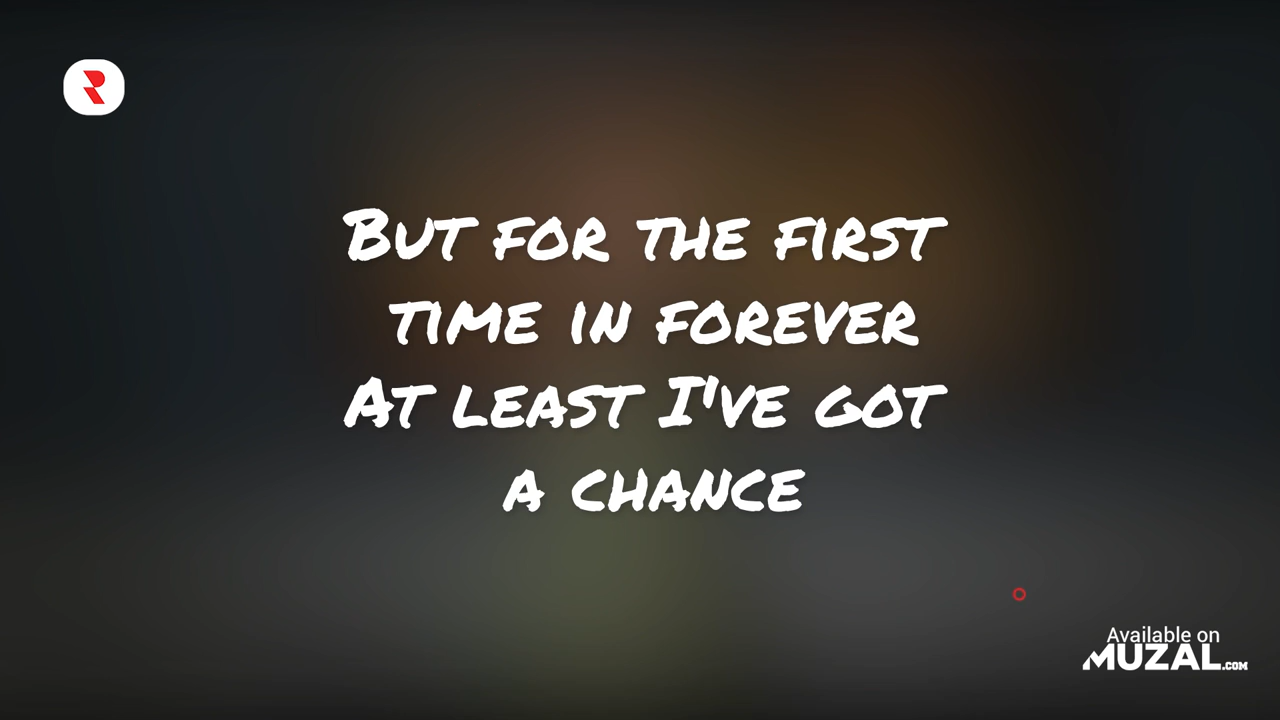 But for the first
time in forever
At least I've got
a chance
Available on
MUZAL.COM